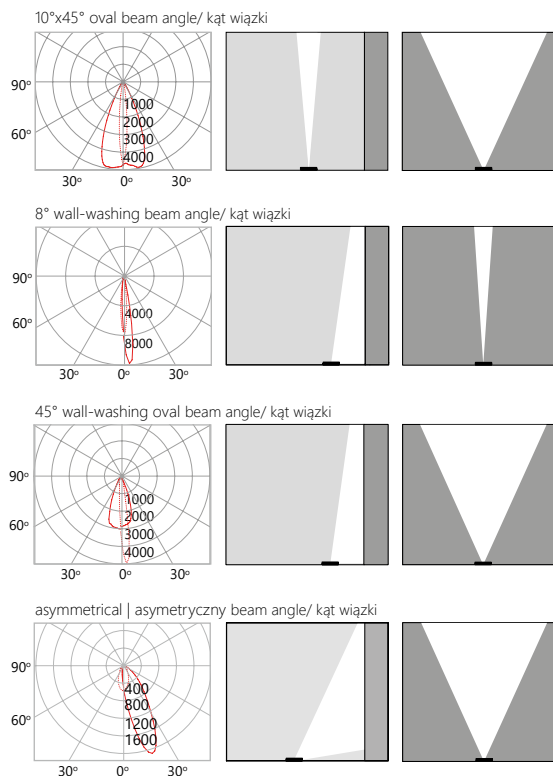 10°x45° oval beam angle/ kąt wiązki
90°
1000
2000
60°
3000
4000
30° 0° 30°
8° wall-washing beam angle/ kąt wiązki
90°
4000
60°
8000
30° 0° 30°
45° wall-washing oval beam angle/ kąt wiązki
90°
1000
2000
60°
3000
4000
30° 0° 30°
asymmetrical | asymetryczny beam angle/ kąt wiązki
90°
400
800
60°
1200
1600
30° 0° 30°